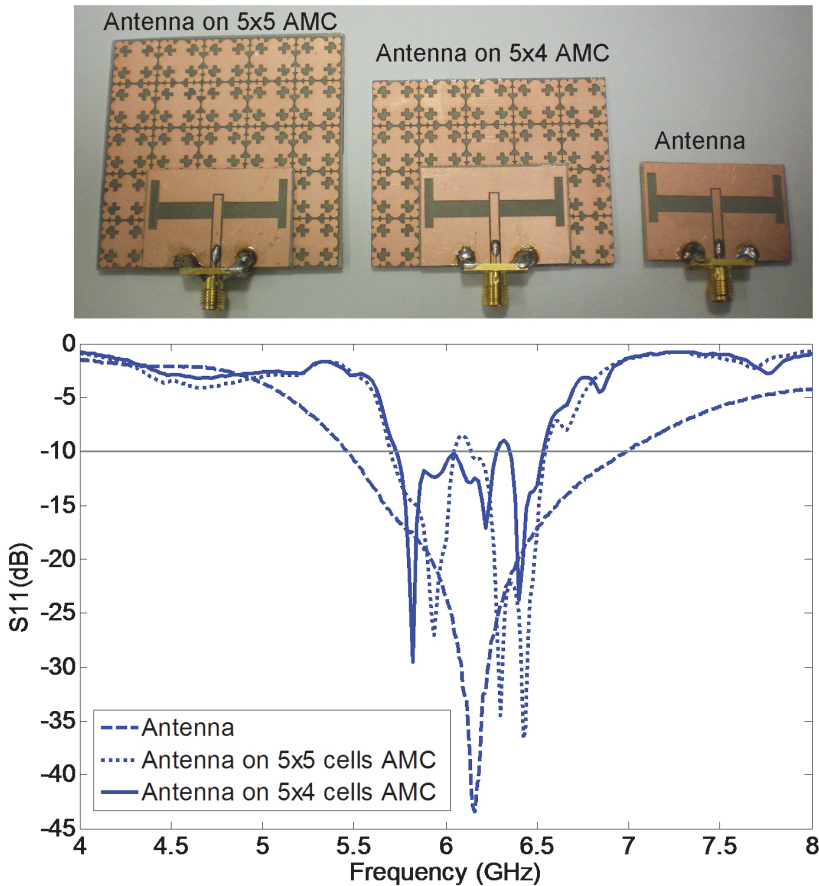 Antenna on 5x5 AMC
Antenna on 5x4 AMC
Antenna
0
-5
-10
-15
-20
-25
-30
-35
-40
-45
S11(dB)
Antenna
Antenna on 5x5 cells AMC
Antenna on 5x4 cells AMC
4
4.5
5
5.5
6
6.5
7
7.5
8
Frequency (GHz)